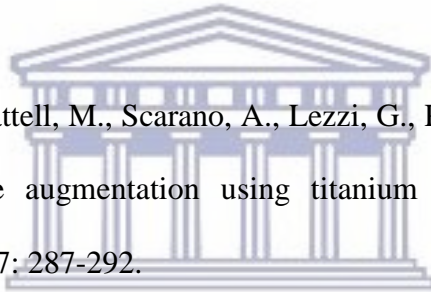 attell, M., Scarano, A., Lezzi, G., 
e augmentation using titanium
7: 287-292.